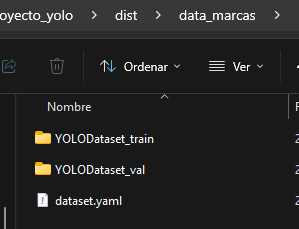 oyecto_yolo > dist > data_marcas >
Ordenar Ver
Nombre
YOLODataset_train
YOLODataset_val
dataset.yaml